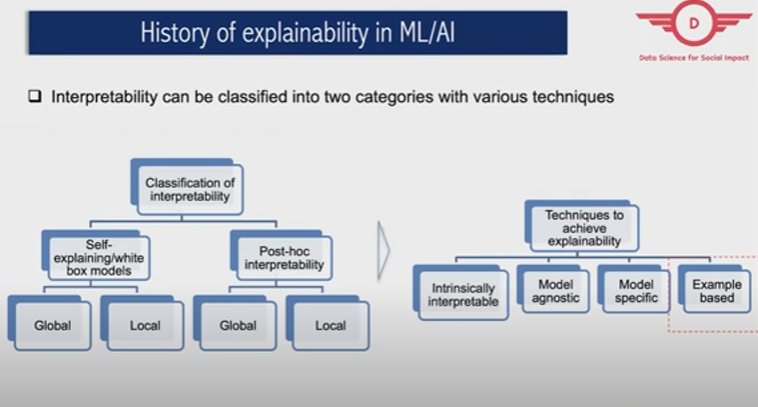 History of explainability in ML/AI
D
Data Science for Social Impact
Interpretability can be classified into two categories with various techniques
Classification of
interpretability
Self-
explaining/white
box models
Post-hoc
interpretability
Global
Local
Global
Local
Techniques to
achieve
explainability
Intrinsically
interpretable
Model
agnostic
Model
specific
Example
based